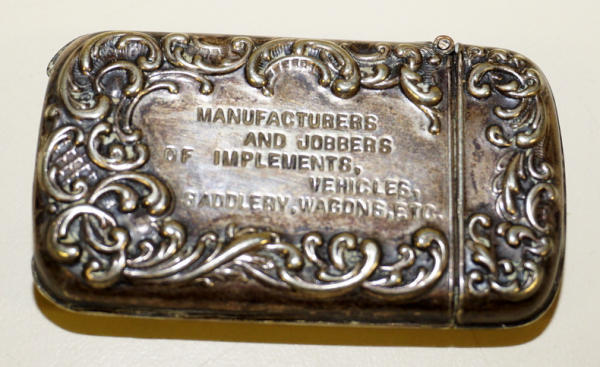 MANUFACTURERS
AND JOBBERS
OF IMPLEMENTS,
VEHICLES,
SADDLERY, WAGONS, ETC.